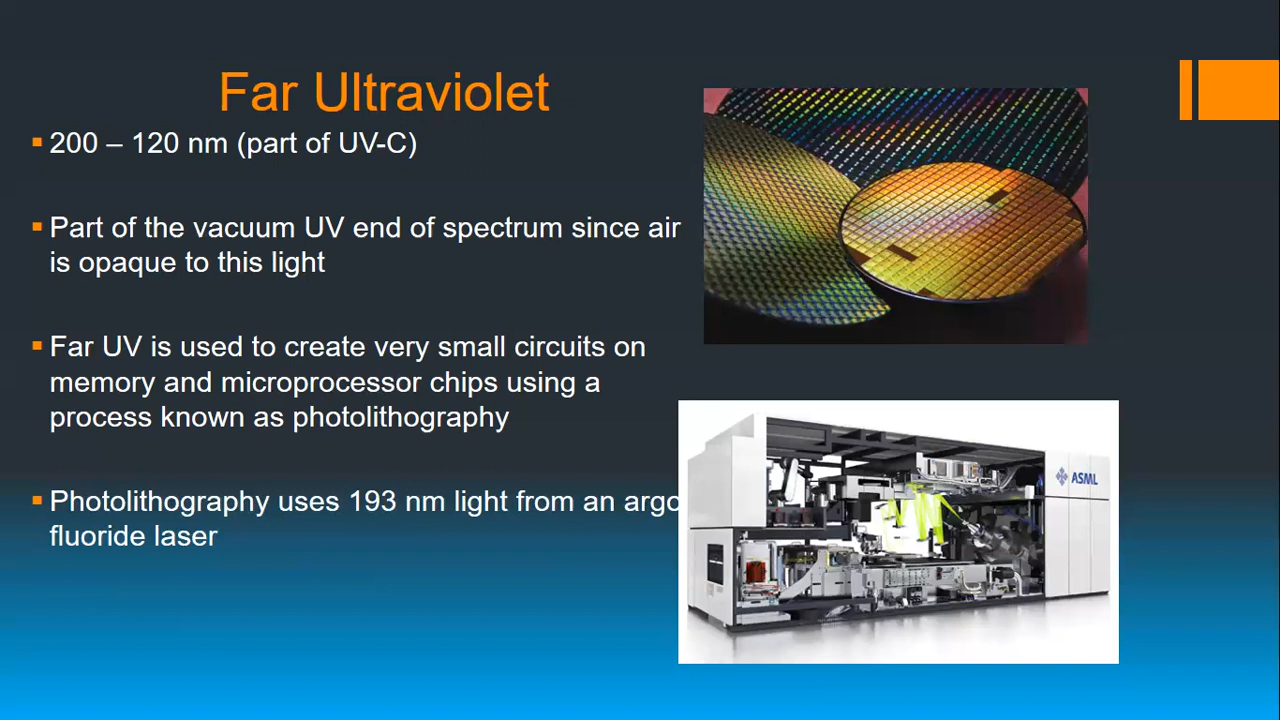 Far Ultraviolet
200 – 120 nm (part of UV-C)
Part of the vacuum UV end of spectrum since air
is opaque to this light
Far UV is used to create very small circuits on
memory and microprocessor chips using a
process known as photolithography
Photolithography uses 193 nm light from an argo
fluoride laser
ASML